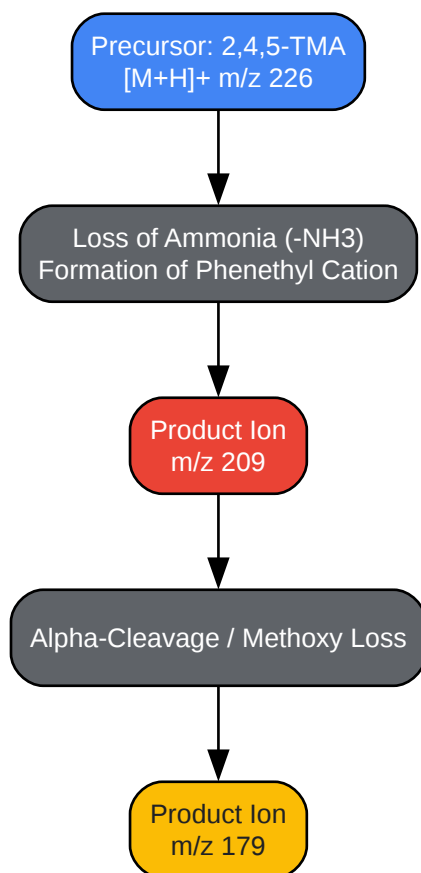 Precursor: 2,4,5-TMA
[M+H]+ m/z 226
Loss of Ammonia (-NH3)
Formation of Phenethyl Cation
Product Ion
m/z 209
Alpha-Cleavage / Methoxy Loss
Product Ion
m/z 179